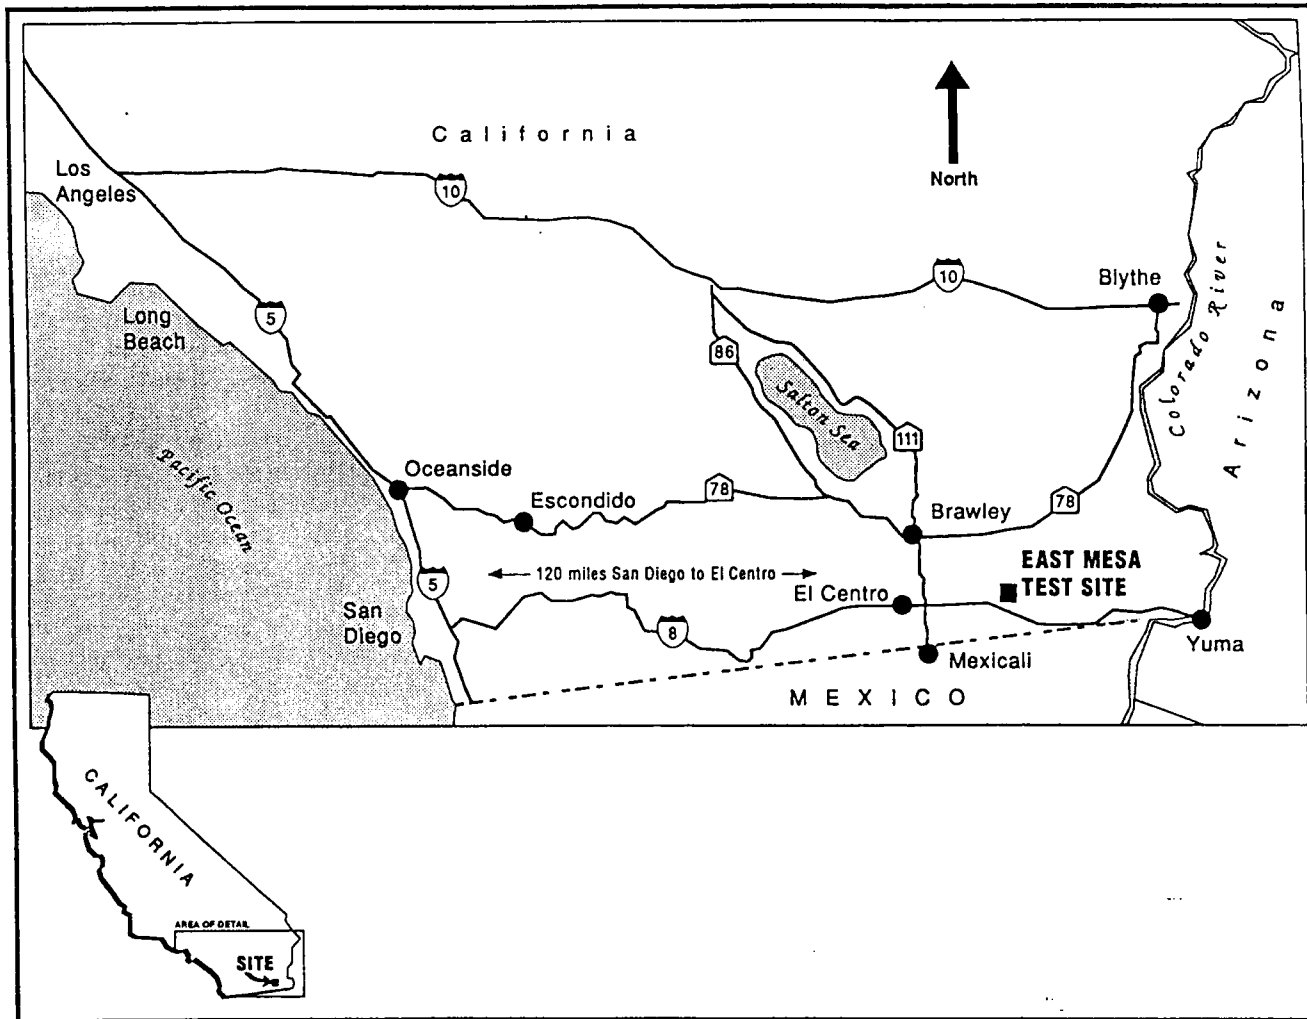 California
North
Los
Angeles
10
10
Blythe
Long
Beach
5
86
Salton Sea
111
Colorado River
Arizona
Pacific Ocean
Oceanside
Escondido
78
78
Brawley
EAST MESA
TEST SITE
120 miles San Diego to El Centro
5
El Centro
San
Diego
8
Mexicali
Yuma
MEXICO
CALIFORNIA
AREA OF DETAIL
SITE